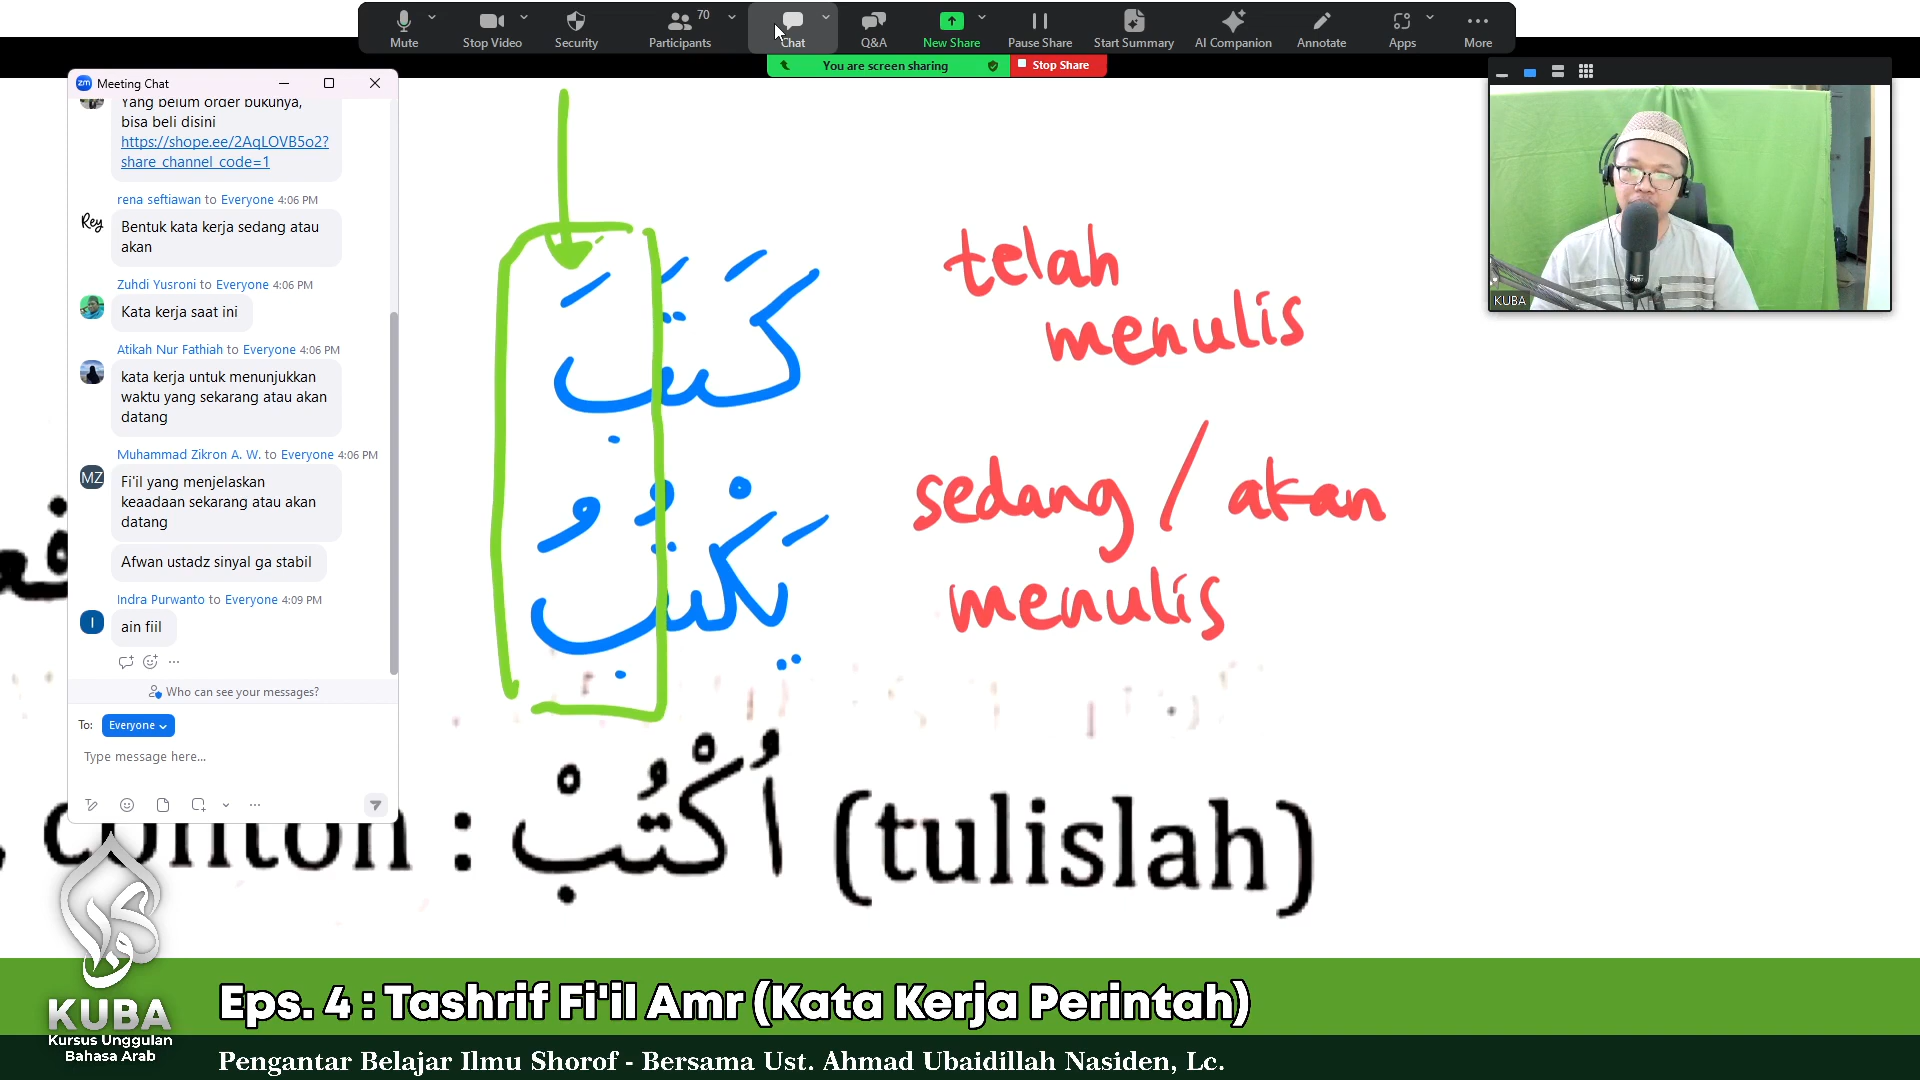 Mute
Stop Video
Security
Participants
70
Chat
Q&A
New Share
Pause Share
Start Summary
AI Companion
Annotate
Apps
More
You are screen sharing
Stop Share
zm Meeting Chat
Yang belum order bukunya,
bisa beli disini
https://shope.ee/2AqLOVB5o2?
share_channel_code=1
rena seftiawan to Everyone 4:06 PM
Rey
Bentuk kata kerja sedang atau
akan
Zuhdi Yusroni to Everyone 4:06 PM
Kata kerja saat ini
Atikah Nur Fathiah to Everyone 4:06 PM
kata kerja untuk menunjukkan
waktu yang sekarang atau akan
datang
Muhammad Zikron A. W. to Everyone 4:06 PM
MZ
Fi'il yang menjelaskan
keaadaan sekarang atau akan
datang
Afwan ustadz sinyal ga stabil
Indra Purwanto to Everyone 4:09 PM
I
ain fiil
Who can see your messages?
To: Everyone
Type message here...
كَتَبَ
telah
menulis
يَكْتُبُ
sedang / akan
menulis
KUBA
, conton : اُكْتُبْ (tulislah)
KUBA
Kursus Unggulan
Bahasa Arab
Eps. 4 : Tashrif Fi'il Amr (Kata Kerja Perintah)
Pengantar Belajar Ilmu Shorof - Bersama Ust. Ahmad Ubaidillah Nasiden, Lc.